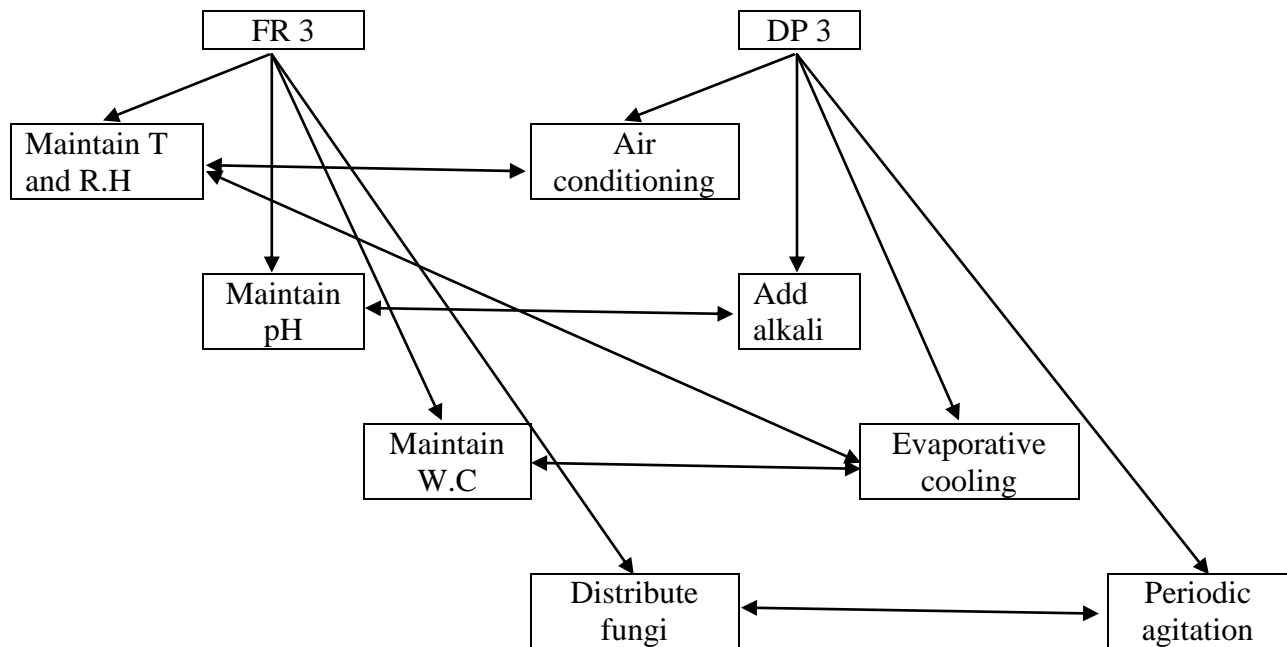 FR 3
DP 3
Maintain T
and R.H
Air
conditioning
Maintain
pH
Add
alkali
Maintain
W.C
Evaporative
cooling
Distribute
fungi
Periodic
agitation